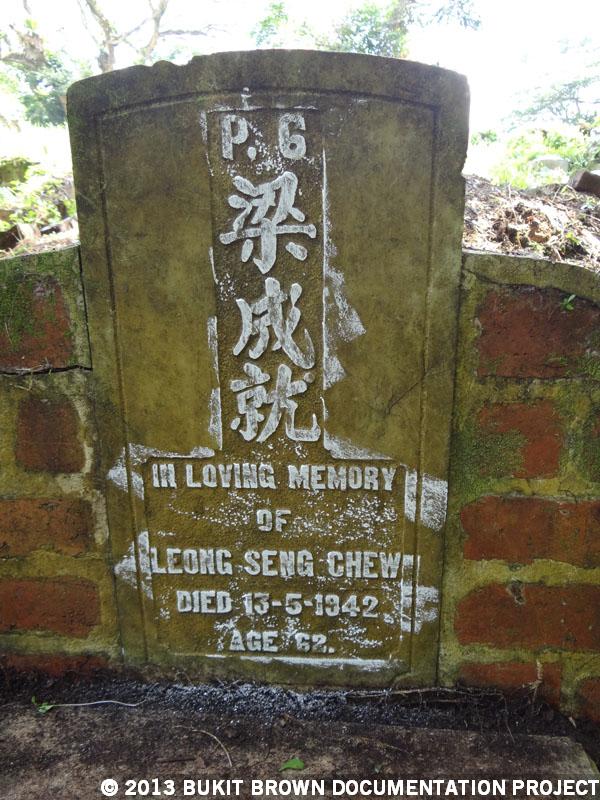 P. G
梁成就
IN LOVING MEMORY
OF
LEONG SENG CHEW
DIED 13-5-1942
AGE 62.
© 2013 BUKIT BROWN DOCUMENTATION PROJECT